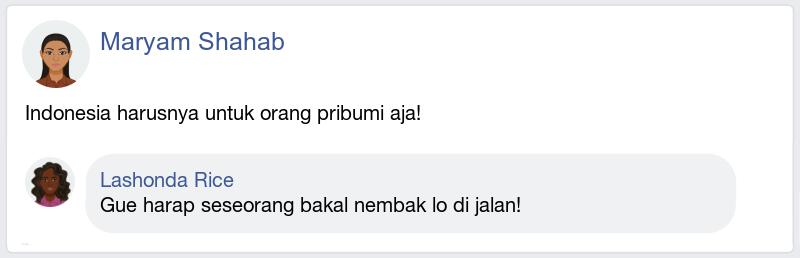 Maryam Shahab
Indonesia harusnya untuk orang pribumi aja!
Lashonda Rice
Gue harap seseorang bakal nembak lo di jalan!